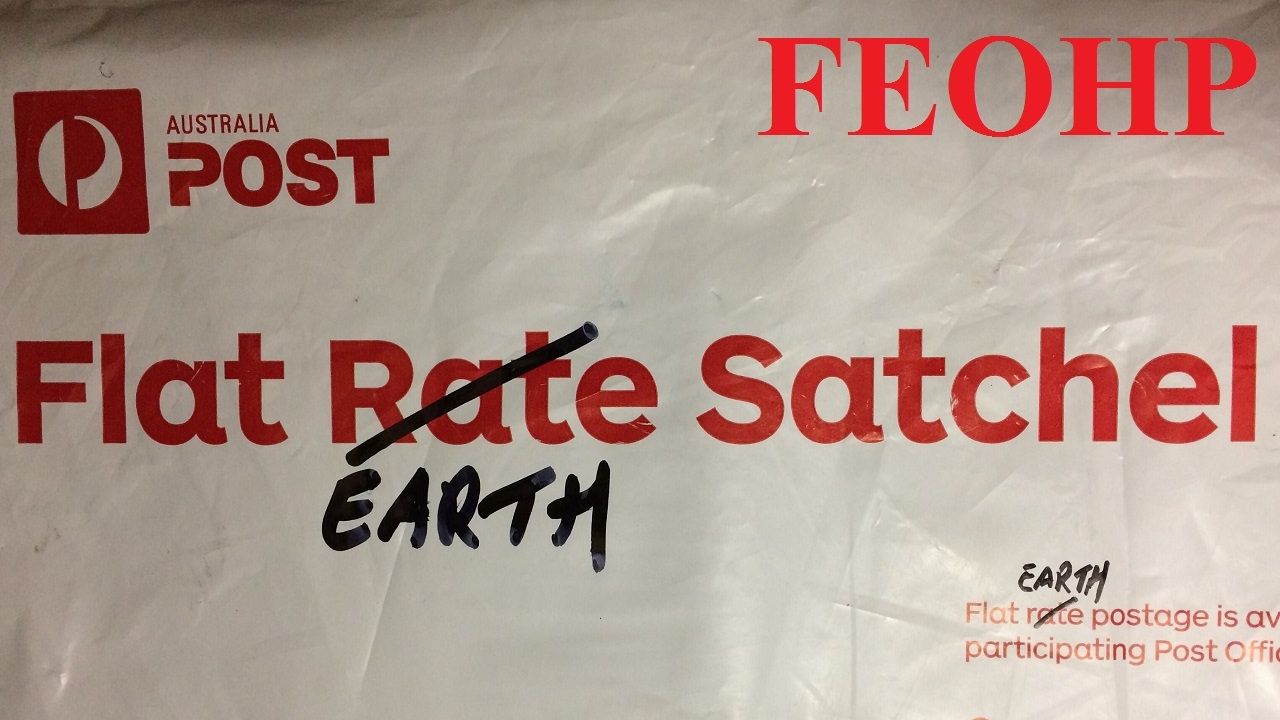 FEOHP
AUSTRALIA
POST
Flat Rate Satchel
EARTH
EARTH
Flat rate postage is av
participating Post Offic